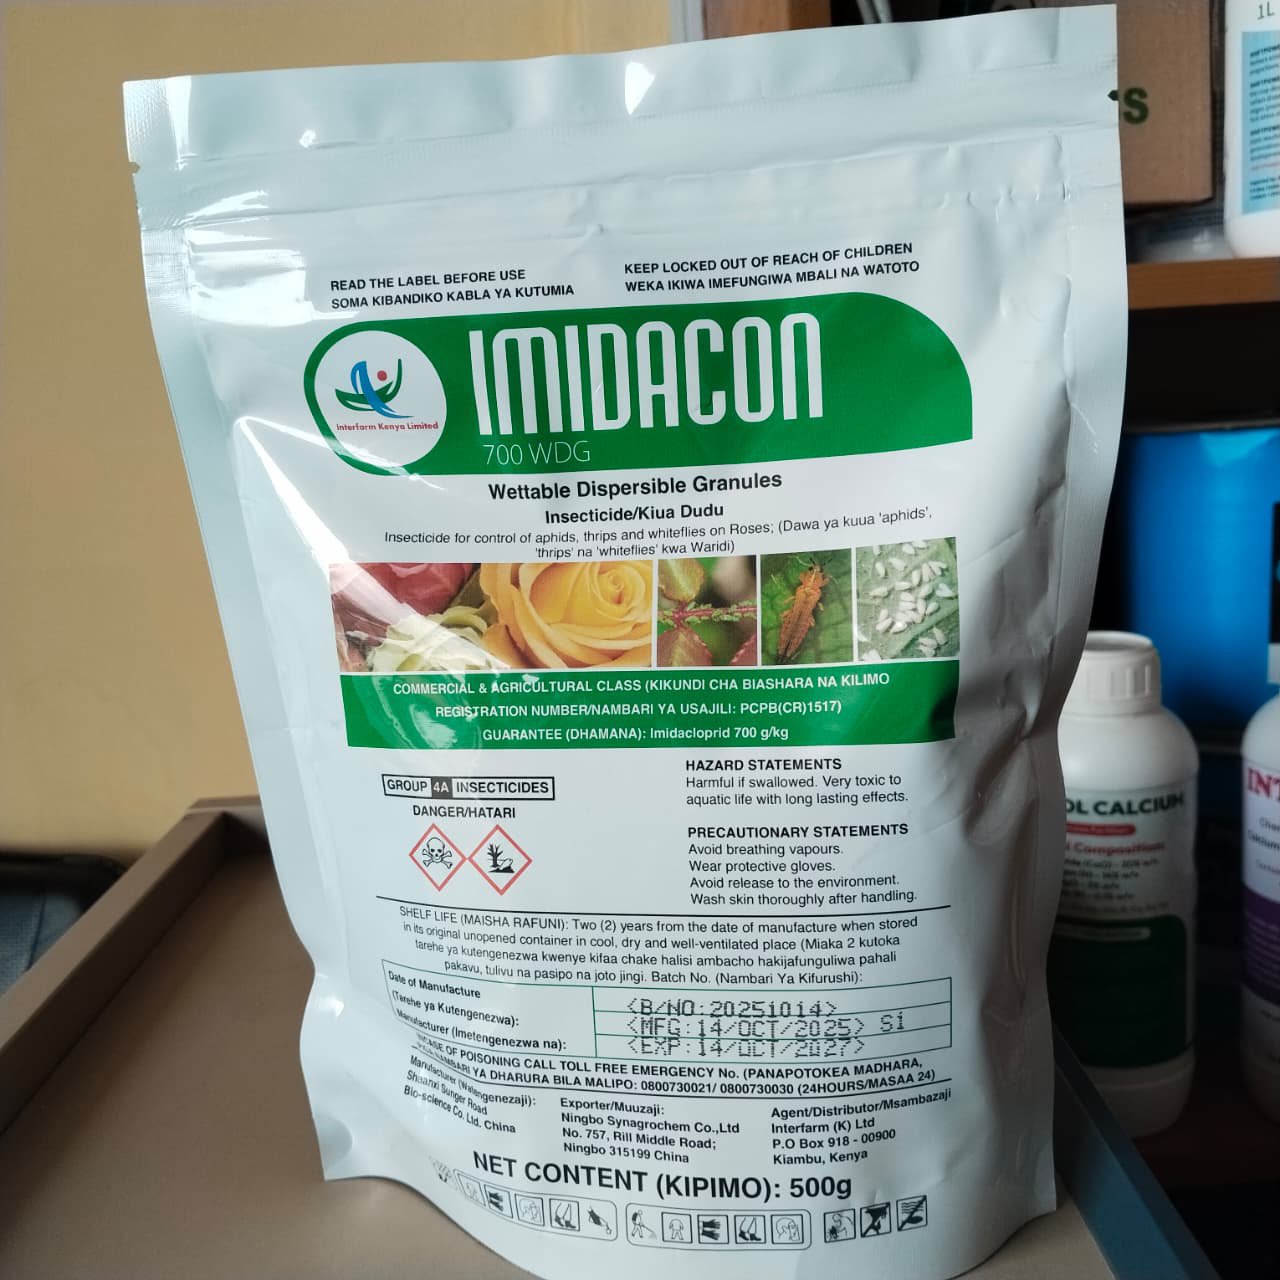 READ THE LABEL BEFORE USE
SOMA KIBANDIKO KABLA YA KUTUMIA
KEEP LOCKED OUT OF REACH OF CHILDREN
WEKA IKIWA IMEFUNGIWA MBALI NA WATOTO
Interfarm Kenya Limited
IMIDACON
700 WDG
Wettable Dispersible Granules
Insecticide/Kiua Dudu
Insecticide for control of aphids, thrips and whiteflies on Roses; (Dawa ya kuua 'aphids',
'thrips' na 'whiteflies' kwa Waridi)
COMMERCIAL & AGRICULTURAL CLASS (KIKUNDI CHA BIASHARA NA KILIMO
REGISTRATION NUMBER/NAMBARI YA USAJILI: PCPB(CR)1517)
GUARANTEE (DHAMANA): Imidacloprid 700 g/kg
GROUP 4A INSECTICIDES
DANGER/HATARI
HAZARD STATEMENTS
Harmful if swallowed. Very toxic to
aquatic life with long lasting effects.
PRECAUTIONARY STATEMENTS
Avoid breathing vapours.
Wear protective gloves.
Avoid release to the environment.
Wash skin thoroughly after handling.
SHELF LIFE (MAISHA RAFUNI): Two (2) years from the date of manufacture when stored
in its original unopened container in cool, dry and well-ventilated place (Miaka 2 kutoka
tarehe ya kutengenezwa kwenye kifaa chake halisi ambacho hakijafunguliwa pahali
pakavu, tulivu na pasipo na joto jingi. Batch No. (Nambari Ya Kifurushi):
Date of Manufacture
(Tarehe ya Kutengenezwa):
Manufacturer (Imetengenezwa na):
<B/NO:20251014>
<MFG:14/OCT/2025> Si
<EXP:14/OCT/2027>
CASE OF POISONING CALL TOLL FREE EMERGENCY No. (PANAPOTOKEA MADHARA,
NAMBARI YA DHARURA BILA MALIPO: 0800730021/ 0800730030 (24HOURS/MASAA 24)
Manufacturer (Watengenezaji):
Shaanxi Sunger Road
Bio-science Co. Ltd. China
Exporter/Muuzaji:
Ningbo Synagrochem Co.,Ltd
No. 757, Rill Middle Road;
Ningbo 315199 China
Agent/Distributor/Msambazaji
Interfarm (K) Ltd
P.O Box 918 - 00900
Kiambu, Kenya
NET CONTENT (KIPIMO): 500g
S
1L
OL CALCIUM
Composition:
INT